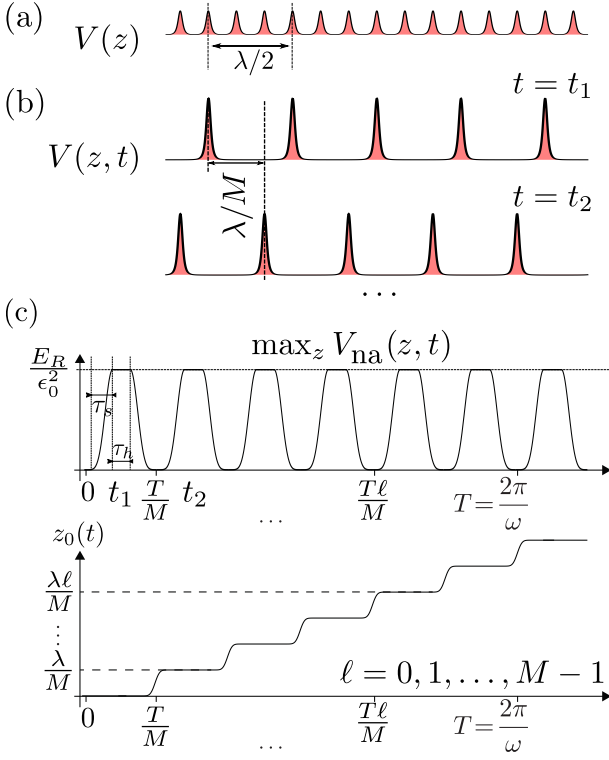 (a)
V(z)
λ/2
(b)
t = t₁
V(z, t)
λ/M
t = t₂
...
(c)
max_z V_na(z, t)
E_R/ϵ₀²
τ_s
τ_h
0 t₁ T/M t₂ ... Tℓ/M T = 2π/ω
z₀(t)
λℓ/M
⋮
λ/M
ℓ = 0, 1, ..., M − 1
0 T/M ... Tℓ/M T = 2π/ω